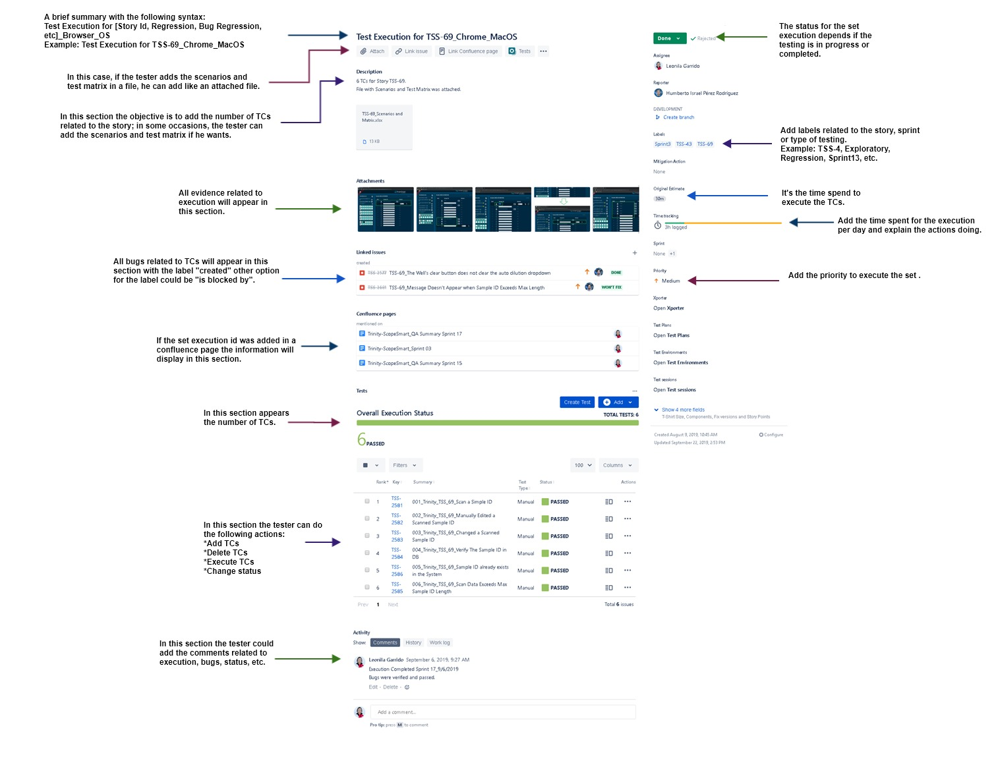 A brief summary with the following syntax:
Test Execution for [Story Id, Regression, Bug Regression,
etc]_Browser_OS
Example: Test Execution for TSS-69_Chrome_MacOS
In this case, if the tester adds the scenarios and
test matrix in a file, he can add like an attached file.
In this section the objective is to add the number of TCs
related to the story; in some occasions, the tester can
add the scenarios and test matrix if he wants.
All evidence related to
execution will appear in
this section.
All bugs related to TCs will appear in this
section with the label "created" other option
for the label could be "is blocked by".
If the set execution id was added in a
confluence page the information will
display in this section.
In this section appears
the number of TCs.
In this section the tester can do
the following actions:
*Add TCs
*Delete TCs
*Execute TCs
*Change status
In this section the tester could
add the comments related to
execution, bugs, status, etc.
Test Execution for TSS-69_Chrome_MacOS
Attach Link issue Link Confluence page Tests •••
Description
6 TCs for Story TSS-69.
File with Scenarios and Test Matrix was attached.
TSS-69_Scenarios and
Matrix.xlsx
13 KB
Attachments
Linked issues +
created
TSS-2577 TSS-69_The Well's clear button does not clear the auto dilution dropdown DONE
TSS-2601 TSS-69_Message Doesn't Appear when Sample ID Exceeds Max Length WON'T FIX
Confluence pages
mentioned on
Trinity-ScopeSmart_QA Summary Sprint 17
Trinity-ScopeSmart_Sprint 03
Trinity-ScopeSmart_QA Summary Sprint 15
Tests •••
Create Test Add
Overall Execution Status TOTAL TESTS: 6
6 PASSED
Filters 100 Columns
Rank Key Summary Test Type Status Actions
1 TSS-2581 001_Trinity_TSS_69_Scan a Simple ID Manual PASSED •••
2 TSS-2582 002_Trinity_TSS_69_Manually Edited a Scanned Sample ID Manual PASSED •••
3 TSS-2583 003_Trinity_TSS_69_Changed a Scanned Sample ID Manual PASSED •••
4 TSS-2584 004_Trinity_TSS_69_Verify The Sample ID in DB Manual PASSED •••
5 TSS-2586 005_Trinity_TSS_69_Sample ID already exists in the System Manual PASSED •••
6 TSS-2585 006_Trinity_TSS_69_Scan Data Exceeds Max Sample ID Length Manual PASSED •••
Prev 1 Next Total 6 issues
Activity
Show: Comments History Work log
Leonila Garrido September 6, 2019, 9:27 AM
Execution Completed Sprint 17_9/6/2019
Bugs were verified and passed.
Edit · Delete ·
Add a comment...
Pro tip: press M to comment
Done Rejected
Assignee
Leonila Garrido
Reporter
Humberto Israel Pérez Rodríguez
DEVELOPMENT
Create branch
Labels
Sprint3 TSS-43 TSS-69
Mitigation Action
None
Original Estimate
30m
Time tracking
3h logged
Sprint
None +1
Priority
Medium
Xporter
Open Xporter
Test Plans
Open Test Plans
Test Environments
Open Test Environments
Test sessions
Open Test sessions
Show 4 more fields
T-Shirt Size, Components, Fix versions and Story Points
Created August 9, 2019, 10:45 AM Configure
Updated September 22, 2019, 2:53 PM
The status for the set
execution depends if the
testing is in progress or
completed.
Add labels related to the story, sprint
or type of testing.
Example: TSS-4, Exploratory,
Regression, Sprint13, etc.
It's the time spend to
execute the TCs.
Add the time spent for the execution
per day and explain the actions doing.
Add the priority to execute the set .